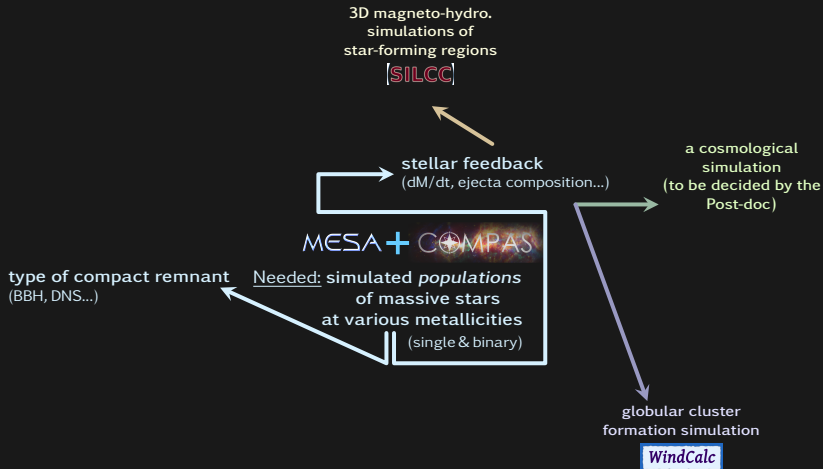 3D magneto-hydro.
simulations of
star-forming regions
[SILCC]
stellar feedback
(dM/dt, ejecta composition...)
a cosmological
simulation
(to be decided by the
Post-doc)
MESA + COMPAS
type of compact remnant
(BBH, DNS...)
Needed: simulated populations
of massive stars
at various metallicities
(single & binary)
globular cluster
formation simulation
WindCalc